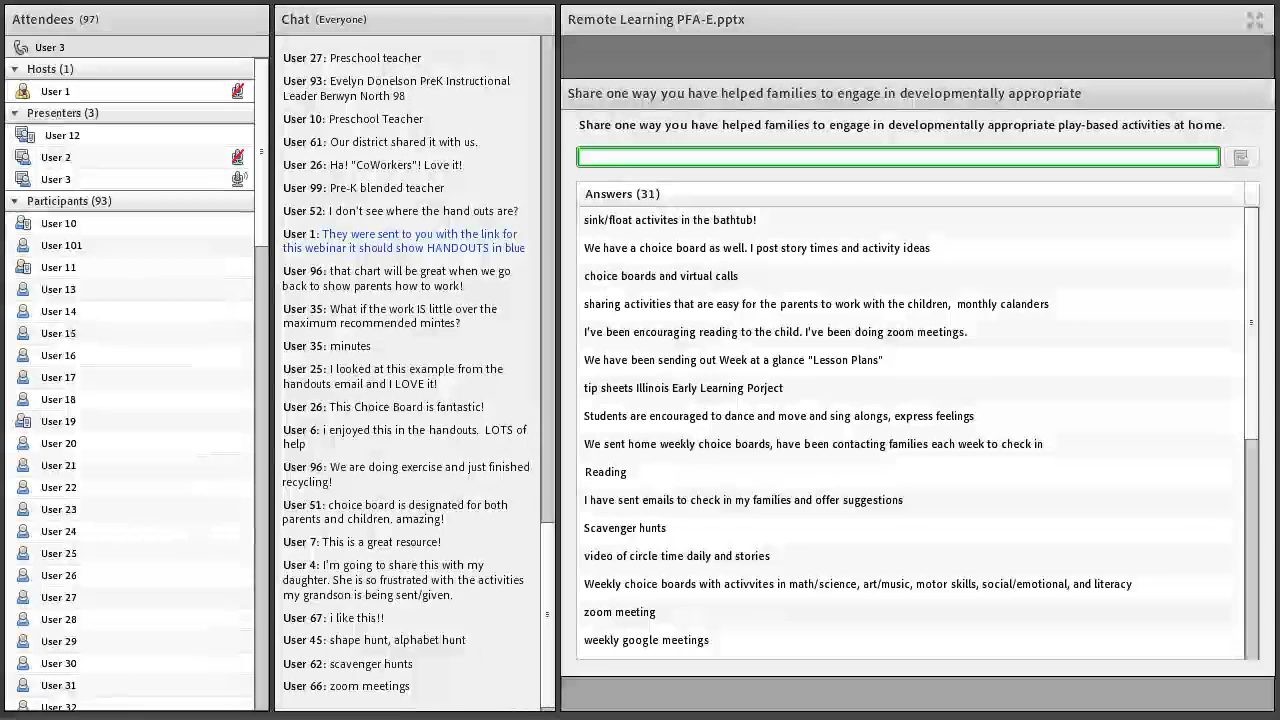 Attendees (97)
User 3
Hosts (1)
User 1
Presenters (3)
User 12
User 2
User 3
Participants (93)
User 10
User 101
User 11
User 13
User 14
User 15
User 16
User 17
User 18
User 19
User 20
User 21
User 22
User 23
User 24
User 25
User 26
User 27
User 28
User 29
User 30
User 31
User 32
Chat (Everyone)
User 27: Preschool teacher
User 93: Evelyn Donelson PreK Instructional
Leader Berwyn North 98
User 10: Preschool Teacher
User 61: Our district shared it with us.
User 26: Ha! "CoWorkers"! Love it!
User 99: Pre-K blended teacher
User 52: I don't see where the hand outs are?
User 1: They were sent to you with the link for
this webinar it should show HANDOUTS in blue
User 96: that chart will be great when we go
back to show parents how to work!
User 35: What if the work IS little over the
maximum recommended mintes?
User 35: minutes
User 25: I looked at this example from the
handouts email and I LOVE it!
User 26: This Choice Board is fantastic!
User 6: i enjoyed this in the handouts. LOTS of
help
User 96: We are doing exercise and just finished
recycling!
User 51: choice board is designated for both
parents and children. amazing!
User 7: This is a great resource!
User 4: I'm going to share this with my
daughter. She is so frustrated with the activities
my grandson is being sent/given.
User 67: i like this!!
User 45: shape hunt, alphabet hunt
User 62: scavenger hunts
User 66: zoom meetings
Remote Learning PFA-E.pptx
Share one way you have helped families to engage in developmentally appropriate
Share one way you have helped families to engage in developmentally appropriate play-based activities at home.
Answers (31)
sink/float activites in the bathtub!
We have a choice board as well. I post story times and activity ideas
choice boards and virtual calls
sharing activities that are easy for the parents to work with the children, monthly calanders
I've been encouraging reading to the child. I've been doing zoom meetings.
We have been sending out Week at a glance "Lesson Plans"
tip sheets Illinois Early Learning Porject
Students are encouraged to dance and move and sing alongs, express feelings
We sent home weekly choice boards, have been contacting families each week to check in
Reading
I have sent emails to check in my families and offer suggestions
Scavenger hunts
video of circle time daily and stories
Weekly choice boards with activvites in math/science, art/music, motor skills, social/emotional, and literacy
zoom meeting
weekly google meetings